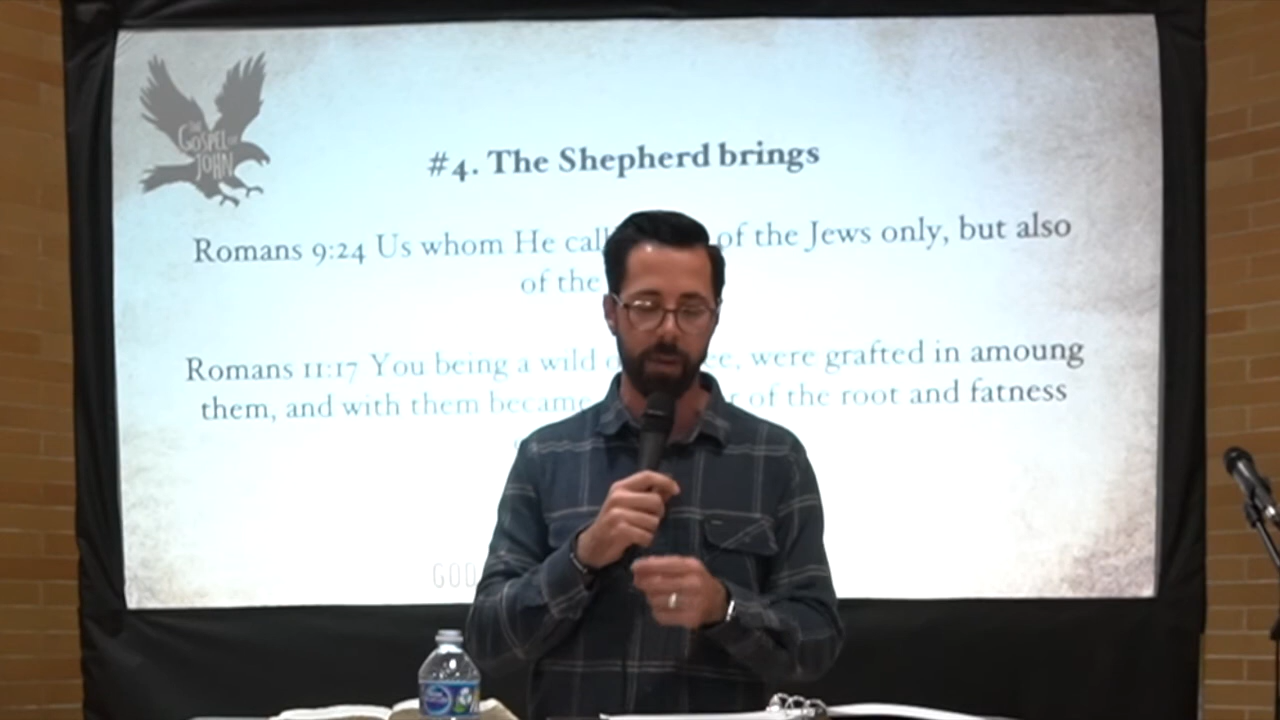 THE
GOSPEL OF
JOHN
#4. The Shepherd brings
Romans 9:24 Us whom He of the Jews only, but also
of the
Romans 11:17 You being a wild were grafted in amoung
them, and with them became of the root and fatness
GOD